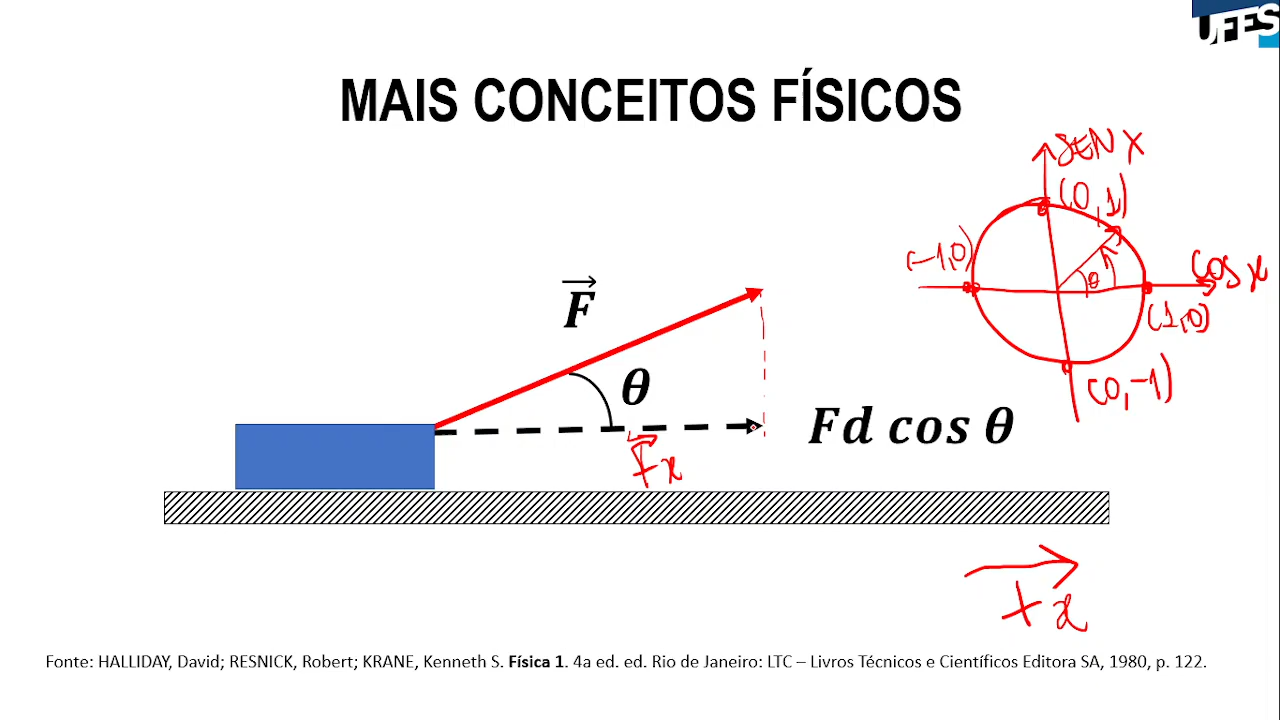 UFES
MAIS CONCEITOS FÍSICOS
SEN X
(0,1)
(-1,0)
COS x
θ
(1,0)
(0,-1)
F
θ
Fd cos θ
Fx
+x
Fonte: HALLIDAY, David; RESNICK, Robert; KRANE, Kenneth S. Física 1. 4a ed. ed. Rio de Janeiro: LTC – Livros Técnicos e Científicos Editora SA, 1980, p. 122.